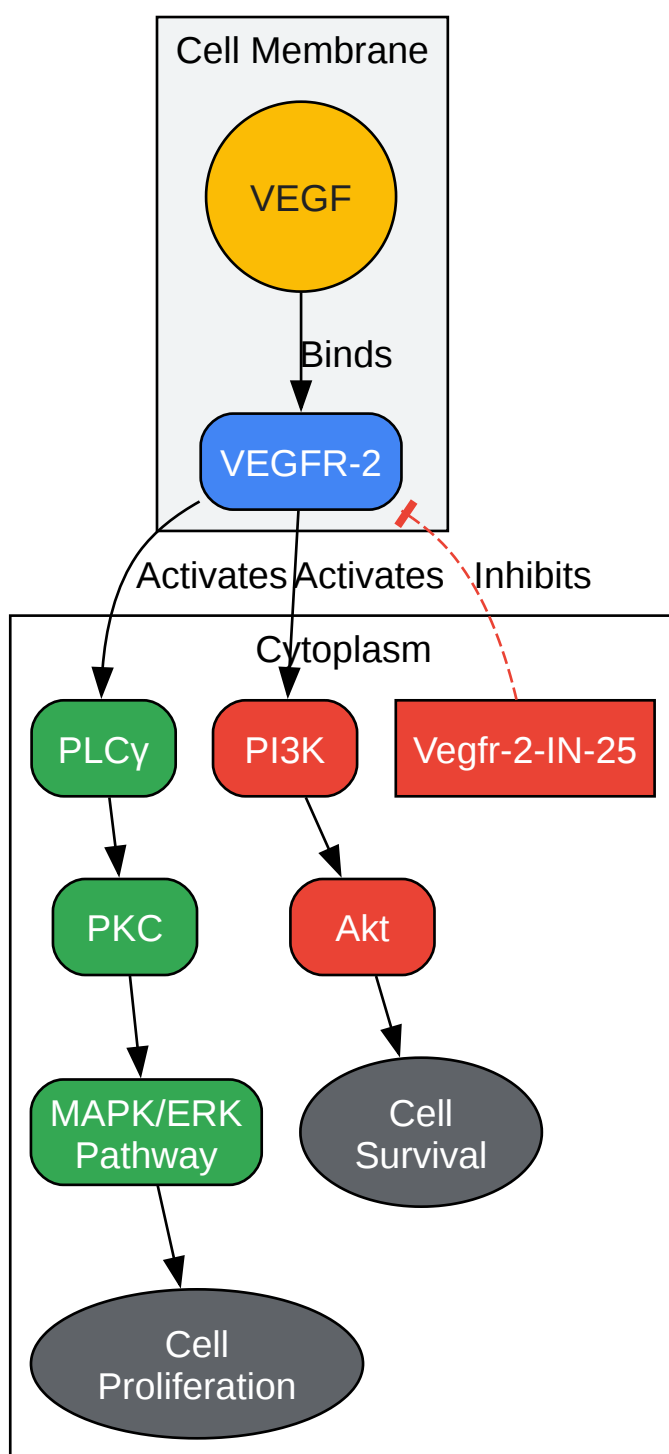 Cell Membrane
VEGF
Binds
VEGFR-2
Activates
Activates
Inhibits
Cytoplasm
PLCγ
PI3K
Vegfr-2-IN-25
PKC
Akt
MAPK/ERK
Pathway
Cell
Survival
Cell
Proliferation